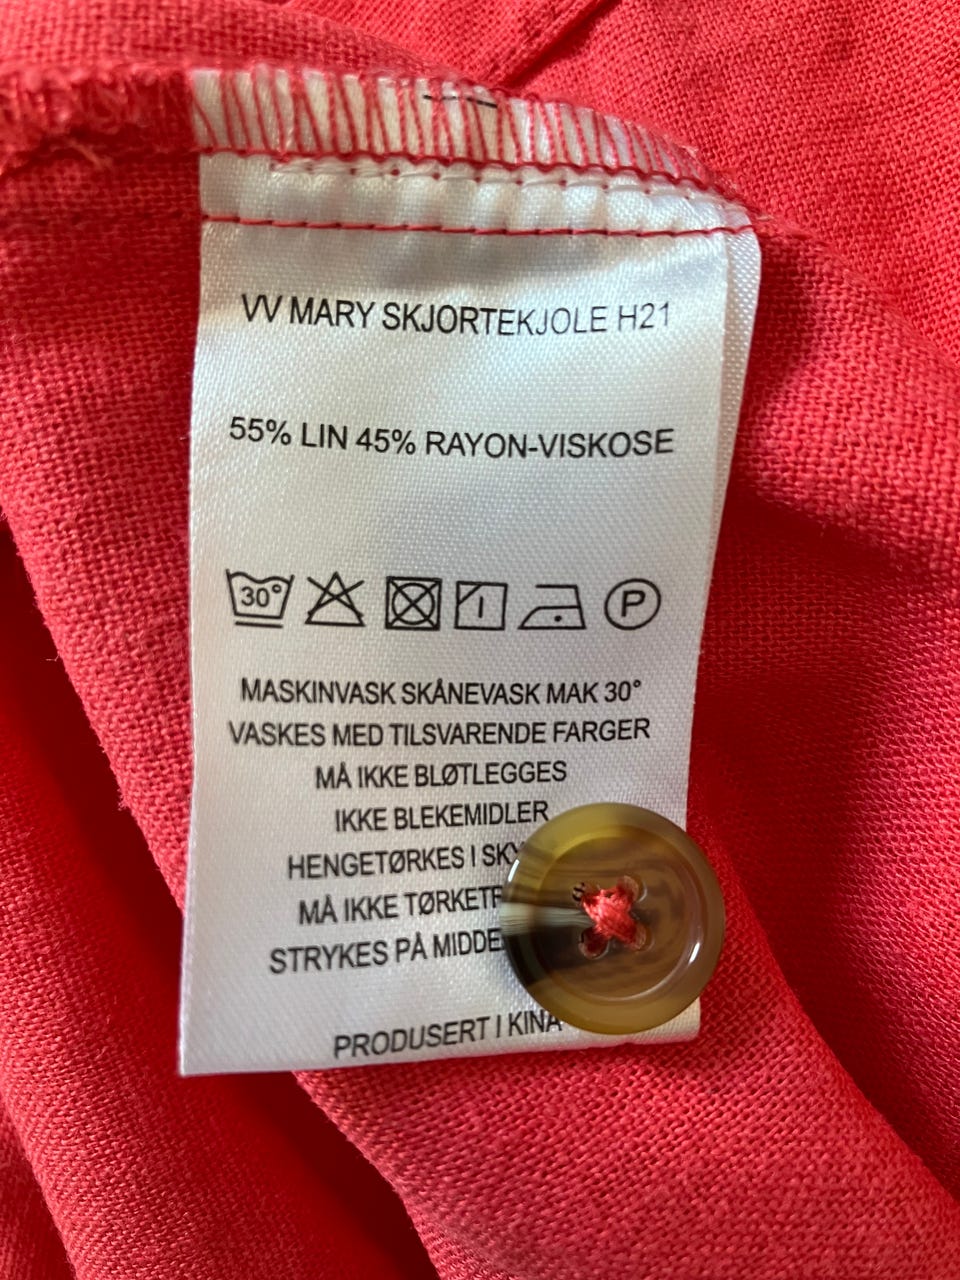 VV MARY SKJORTEKJOLE H21
55% LIN 45% RAYON-VISKOSE
30° P
MASKINVASK SKÅNEVASK MAK 30°
VASKES MED TILSVARENDE FARGER
MÅ IKKE BLØTLEGGES
IKKE BLEKEMIDLER
HENGETØRKES I
MÅ IKKE
STRYKES PÅ
PRODUSERT I KINA